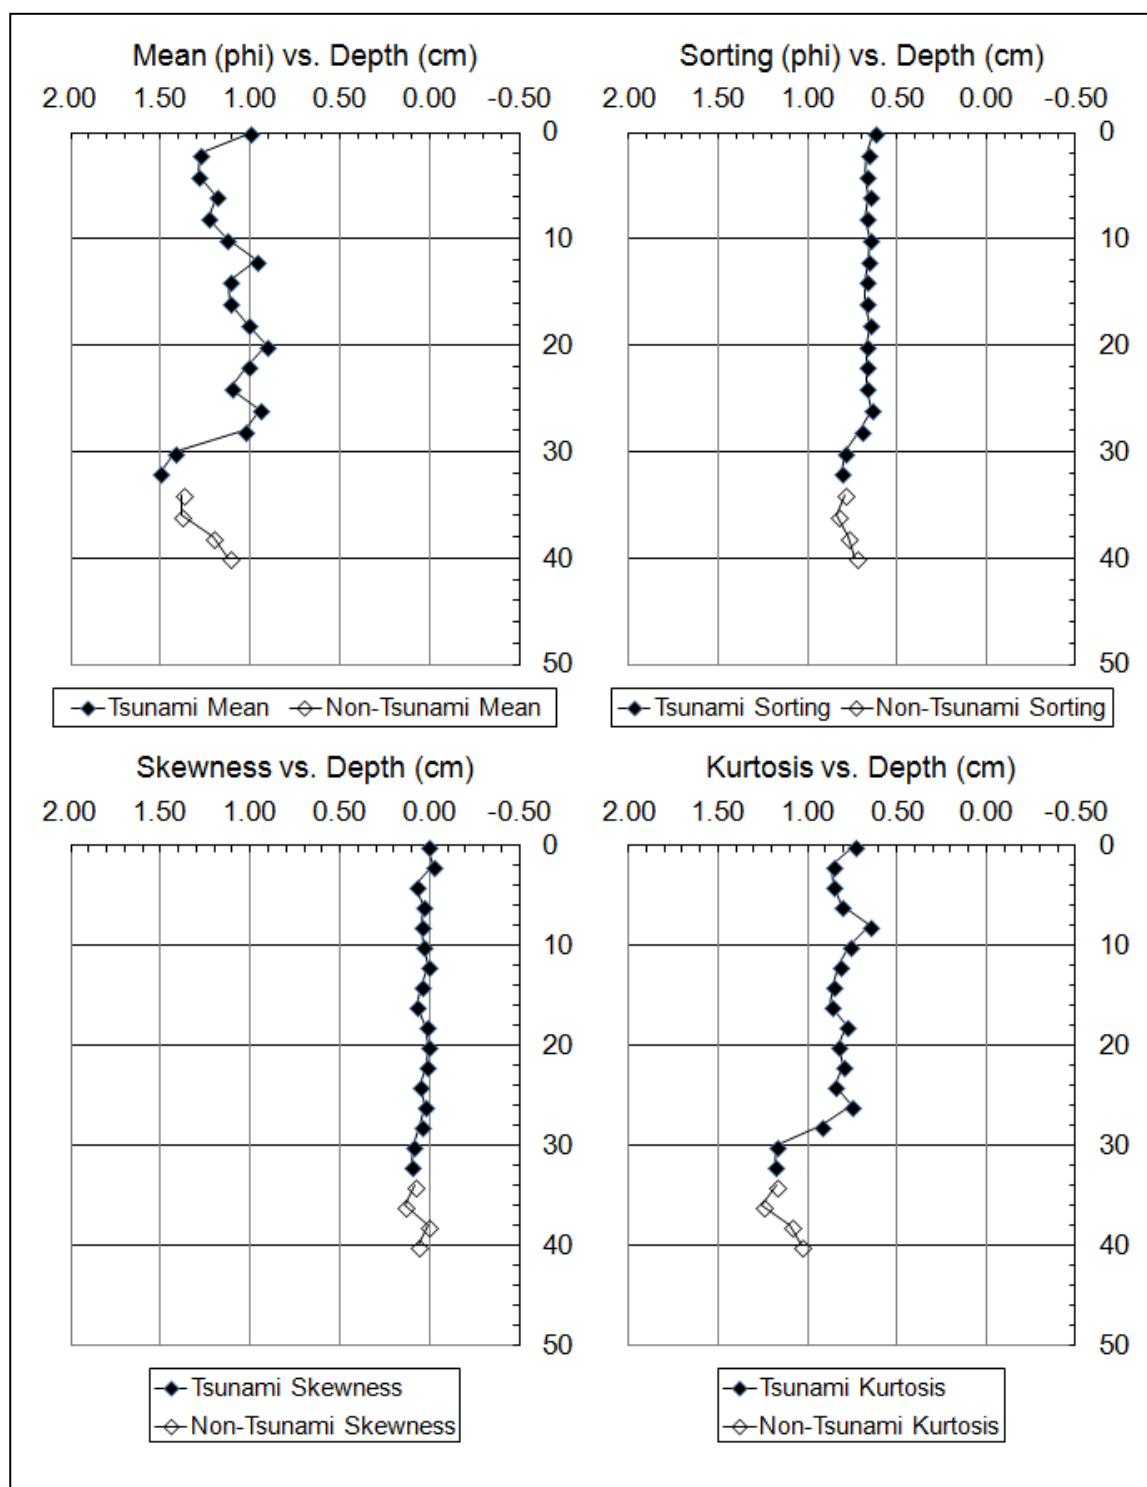 Mean (phi) vs. Depth (cm)
2.00 1.50 1.00 0.50 0.00 -0.50
0
10
20
30
40
50
Tsunami Mean Non-Tsunami Mean
Sorting (phi) vs. Depth (cm)
2.00 1.50 1.00 0.50 0.00 -0.50
0
10
20
30
40
50
Tsunami Sorting Non-Tsunami Sorting
Skewness vs. Depth (cm)
2.00 1.50 1.00 0.50 0.00 -0.50
0
10
20
30
40
50
Tsunami Skewness
Non-Tsunami Skewness
Kurtosis vs. Depth (cm)
2.00 1.50 1.00 0.50 0.00 -0.50
0
10
20
30
40
50
Tsunami Kurtosis
Non-Tsunami Kurtosis